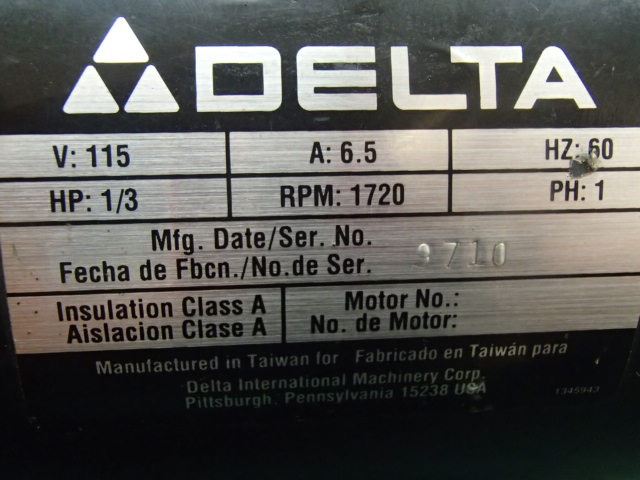 DELTA
V: 115 A: 6.5 HZ: 60
HP: 1/3 RPM: 1720 PH: 1
Mfg. Date/Ser. No.
Fecha de Fbcn./No.de Ser. 9710
Insulation Class A Motor No.:
Aislacion Clase A No. de Motor:
Manufactured in Taiwan for Fabricado en Taiwán para
Delta International Machinery Corp.
Pittsburgh, Pennsylvania 15238 USA
1345943